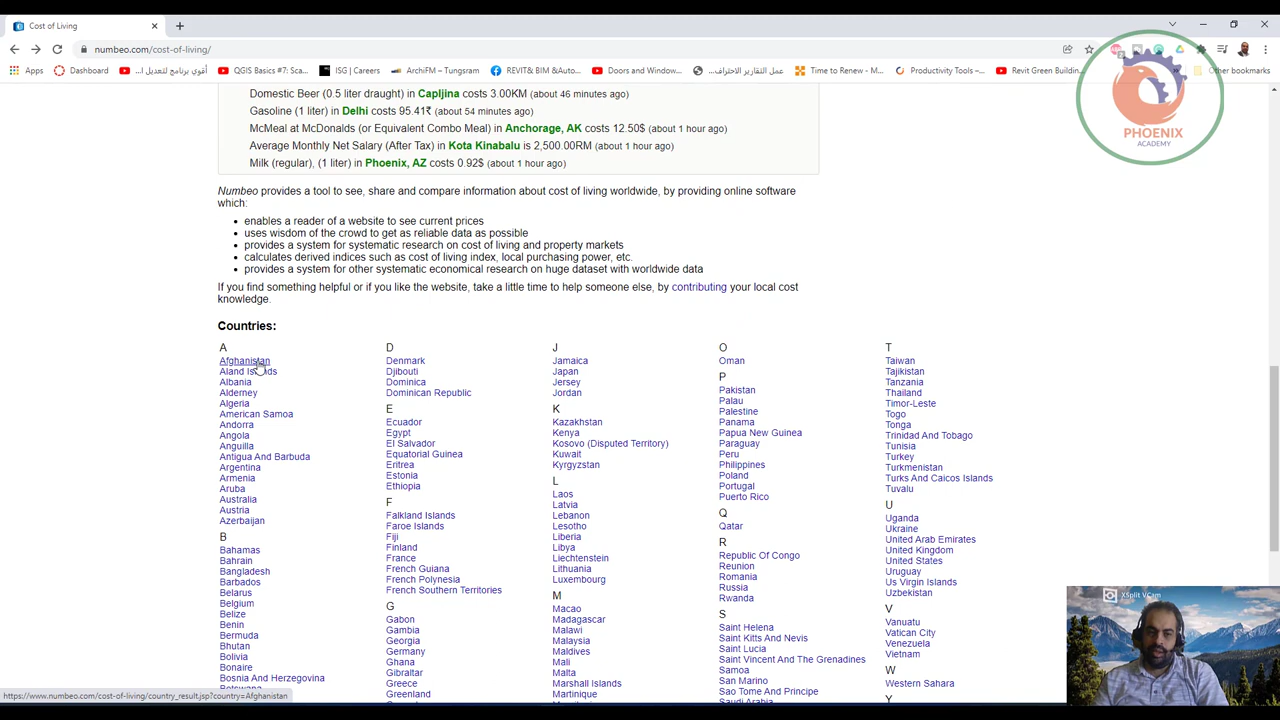 Cost of Living
numbeo.com/cost-of-living/
Apps
Dashboard
أقوى برنامج لتعديل ا...
QGIS Basics #7: Sca...
ISG | Careers
ArchiFM – Tungsram
REVIT& BIM &Auto...
Doors and Window...
عمل التقارير الاحتراف...
Time to Renew - M...
Productivity Tools –...
Revit Green Buildin...
Other bookmarks
PHOENIX
ACADEMY
Domestic Beer (0.5 liter draught) in Capljina costs 3.00KM (about 46 minutes ago)
Gasoline (1 liter) in Delhi costs 95.41₹ (about 54 minutes ago)
McMeal at McDonalds (or Equivalent Combo Meal) in Anchorage, AK costs 12.50$ (about 1 hour ago)
Average Monthly Net Salary (After Tax) in Kota Kinabalu is 2,500.00RM (about 1 hour ago)
Milk (regular), (1 liter) in Phoenix, AZ costs 0.92$ (about 1 hour ago)
Numbeo provides a tool to see, share and compare information about cost of living worldwide, by providing online software
which:
enables a reader of a website to see current prices
uses wisdom of the crowd to get as reliable data as possible
provides a system for systematic research on cost of living and property markets
calculates derived indices such as cost of living index, local purchasing power, etc.
provides a system for other systematic economical research on huge dataset with worldwide data
If you find something helpful or if you like the website, take a little time to help someone else, by contributing your local cost
knowledge.
Countries:
A
Afghanistan
Aland Islands
Albania
Alderney
Algeria
American Samoa
Andorra
Angola
Anguilla
Antigua And Barbuda
Argentina
Armenia
Aruba
Australia
Austria
Azerbaijan
B
Bahamas
Bahrain
Bangladesh
Barbados
Belarus
Belgium
Belize
Benin
Bermuda
Bhutan
Bolivia
Bonaire
Bosnia And Herzegovina
Botswana
D
Denmark
Djibouti
Dominica
Dominican Republic
E
Ecuador
Egypt
El Salvador
Equatorial Guinea
Eritrea
Estonia
Ethiopia
F
Falkland Islands
Faroe Islands
Fiji
Finland
France
French Guiana
French Polynesia
French Southern Territories
G
Gabon
Gambia
Georgia
Germany
Ghana
Gibraltar
Greece
Greenland
J
Jamaica
Japan
Jersey
Jordan
K
Kazakhstan
Kenya
Kosovo (Disputed Territory)
Kuwait
Kyrgyzstan
L
Laos
Latvia
Lebanon
Lesotho
Liberia
Libya
Liechtenstein
Lithuania
Luxembourg
M
Macao
Madagascar
Malawi
Malaysia
Maldives
Mali
Malta
Marshall Islands
Martinique
O
Oman
P
Pakistan
Palau
Palestine
Panama
Papua New Guinea
Paraguay
Peru
Philippines
Poland
Portugal
Puerto Rico
Q
Qatar
R
Republic Of Congo
Reunion
Romania
Russia
Rwanda
S
Saint Helena
Saint Kitts And Nevis
Saint Lucia
Saint Vincent And The Grenadines
Samoa
San Marino
Sao Tome And Principe
Saudi Arabia
T
Taiwan
Tajikistan
Tanzania
Thailand
Timor-Leste
Togo
Tonga
Trinidad And Tobago
Tunisia
Turkey
Turkmenistan
Turks And Caicos Islands
Tuvalu
U
Uganda
Ukraine
United Arab Emirates
United Kingdom
United States
Uruguay
Us Virgin Islands
Uzbekistan
V
Vanuatu
Vatican City
Venezuela
Vietnam
W
Western Sahara
Y
https://www.numbeo.com/cost-of-living/country_result.jsp?country=Afghanistan
XSplit VCam